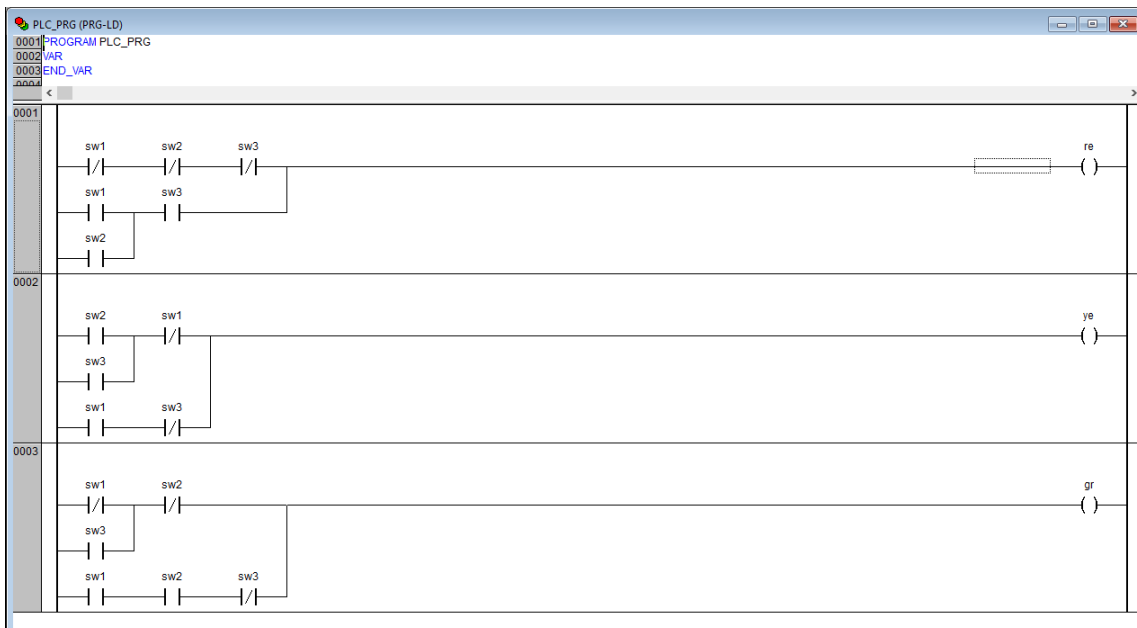 PLC_PRG (PRG-LD)
0001 PROGRAM PLC_PRG
0002 VAR
0003 END_VAR
0004
0001
sw1 sw2 sw3 re
sw1 sw3
sw2
0002
sw2 sw1 ye
sw3
sw1 sw3
0003
sw1 sw2 gr
sw3
sw1 sw2 sw3